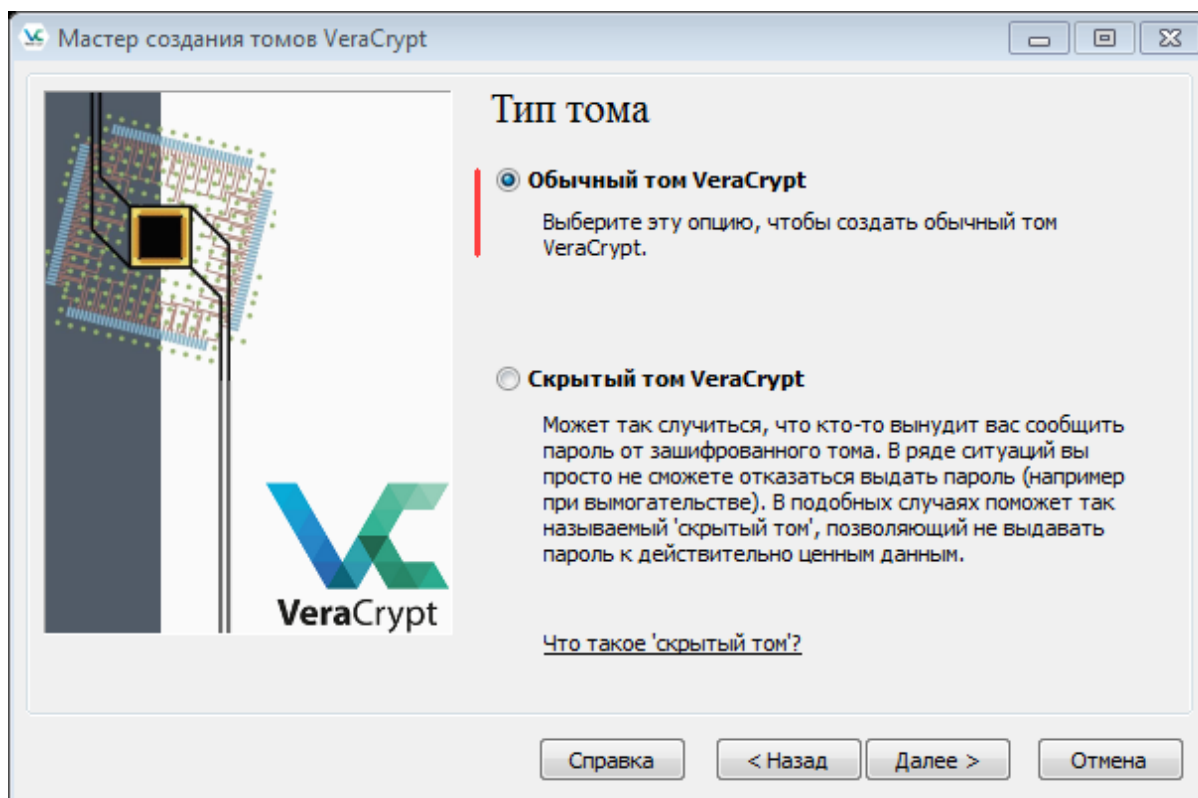 Мастер создания томов VeraCrypt
Тип тома
Обычный том VeraCrypt
Выберите эту опцию, чтобы создать обычный том
VeraCrypt.
Скрытый том VeraCrypt
Может так случиться, что кто-то вынудит вас сообщить
пароль от зашифрованного тома. В ряде ситуаций вы
просто не сможете отказаться выдать пароль (например
при вымогательстве). В подобных случаях поможет так
называемый 'скрытый том', позволяющий не выдавать
пароль к действительно ценным данным.
VeraCrypt
Что такое 'скрытый том'?
Справка
< Назад
Далее >
Отмена